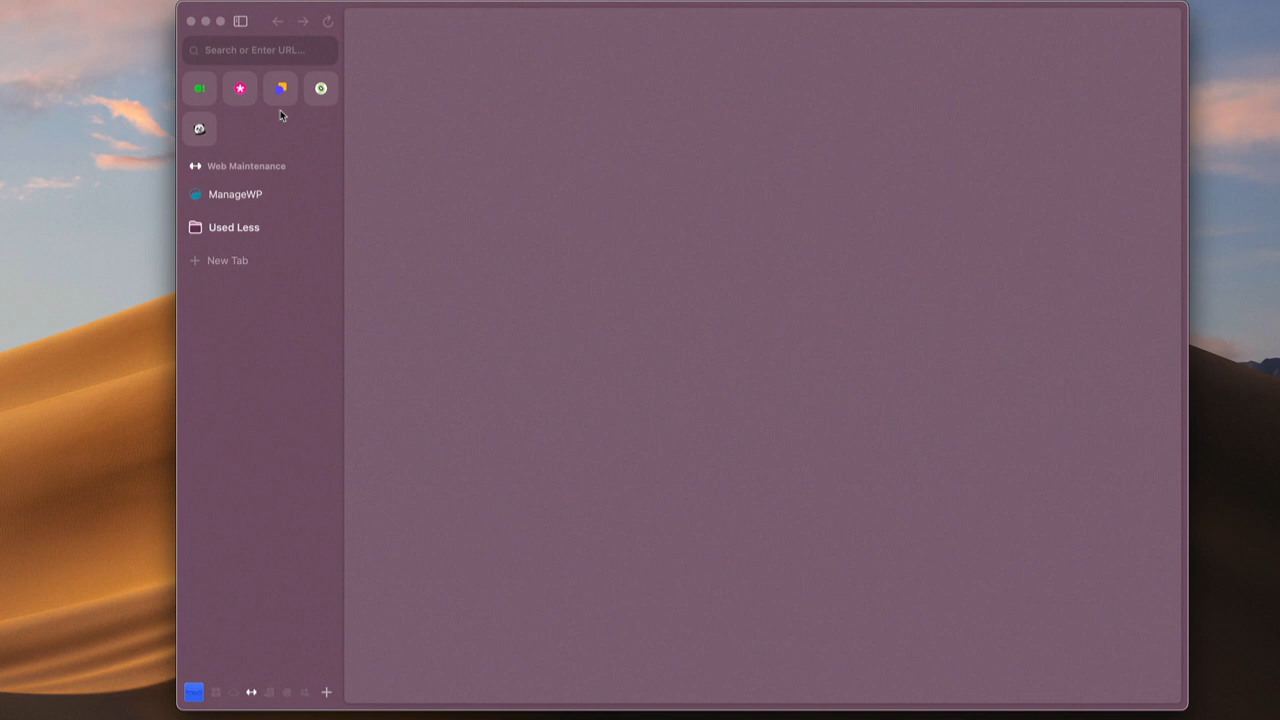 Search or Enter URL...
Web Maintenance
ManageWP
Used Less
New Tab